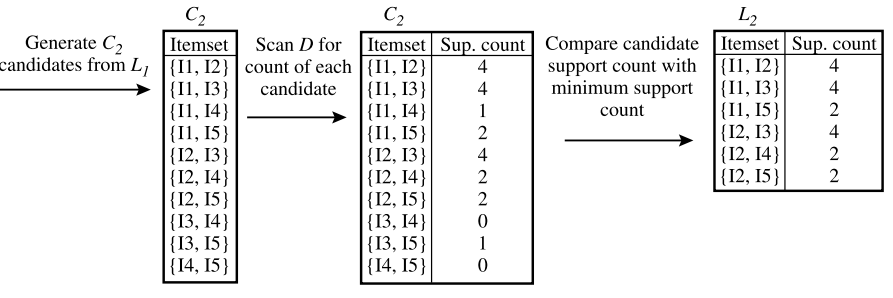 Generate C2
candidates from L1
C2
Itemset
{I1, I2}
{I1, I3}
{I1, I4}
{I1, I5}
{I2, I3}
{I2, I4}
{I2, I5}
{I3, I4}
{I3, I5}
{I4, I5}
Scan D for
count of each
candidate
C2
Itemset Sup. count
{I1, I2} 4
{I1, I3} 4
{I1, I4} 1
{I1, I5} 2
{I2, I3} 4
{I2, I4} 2
{I2, I5} 2
{I3, I4} 0
{I3, I5} 1
{I4, I5} 0
Compare candidate
support count with
minimum support
count
L2
Itemset Sup. count
{I1, I2} 4
{I1, I3} 4
{I1, I5} 2
{I2, I3} 4
{I2, I4} 2
{I2, I5} 2